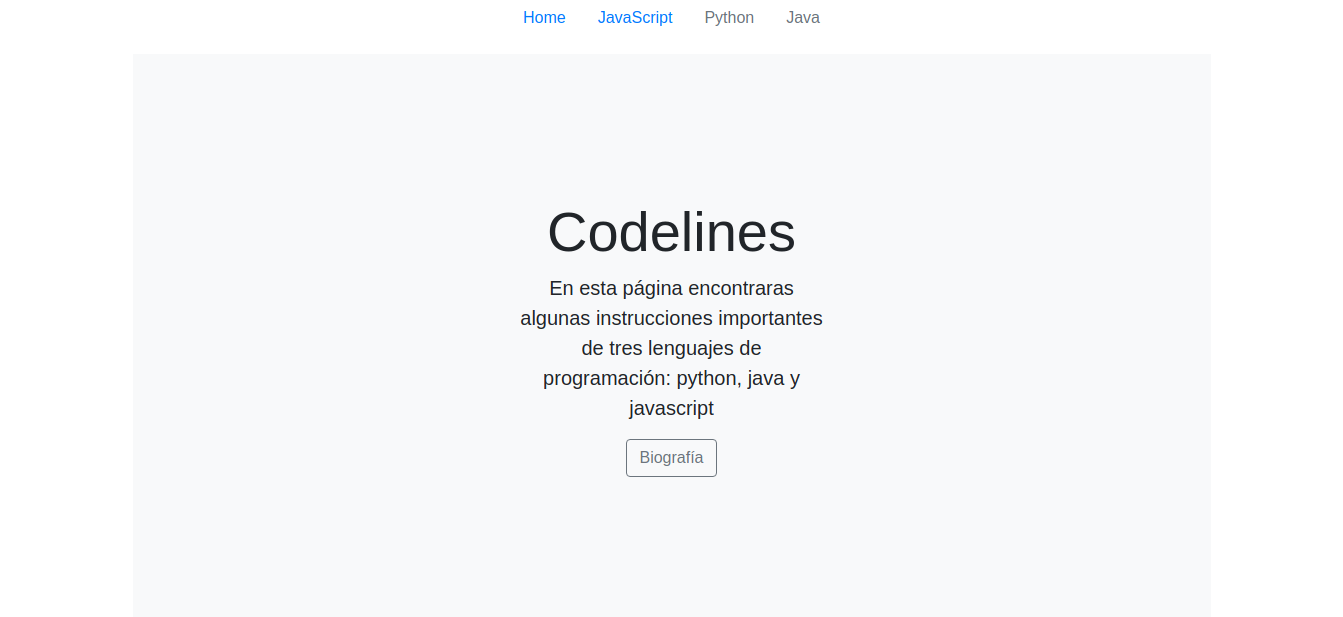 Home JavaScript Python Java
Codelines
En esta página encontraras
algunas instrucciones importantes
de tres lenguajes de
programación: python, java y
javascript
Biografía